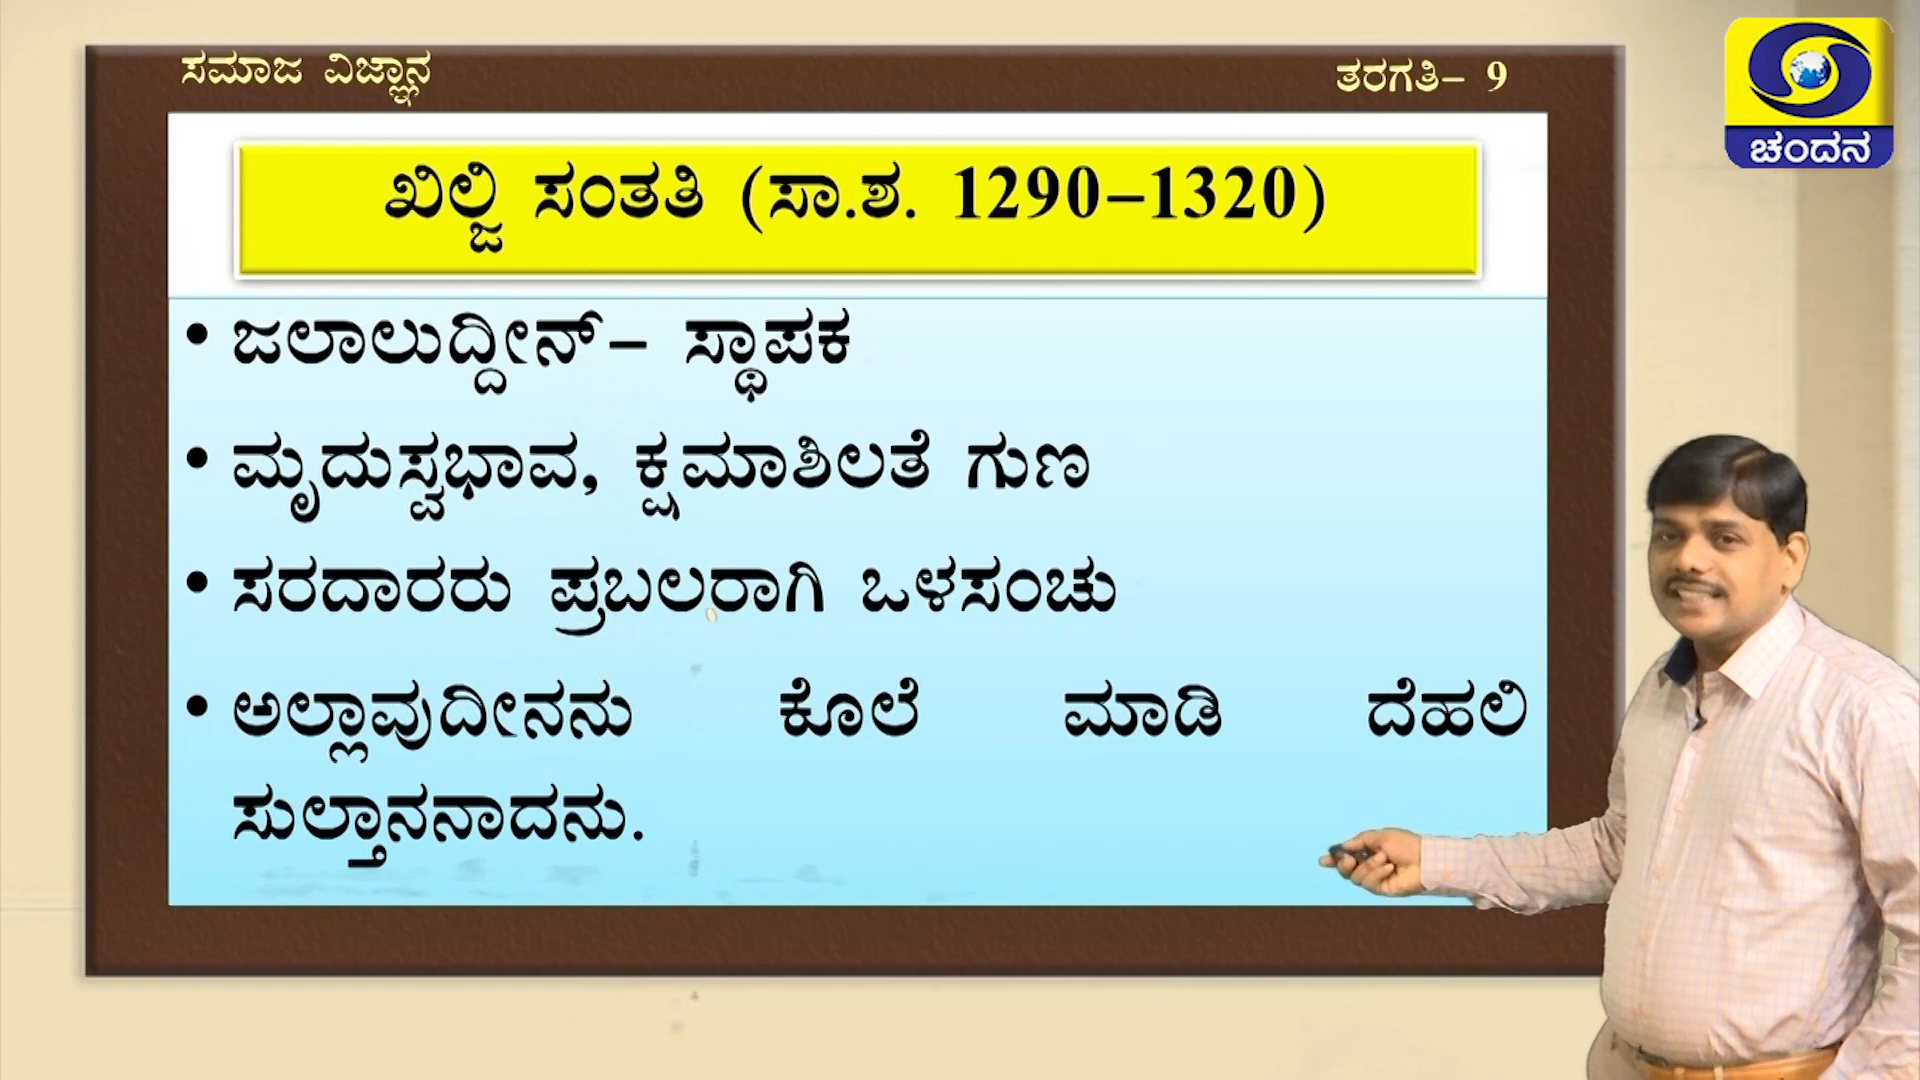 ಸಮಾಜ ವಿಜ್ಞಾನ
ತರಗತಿ– 9
ಚಂದನ
ಖಿಲ್ಜಿ ಸಂತತಿ (ಸಾ.ಶ. 1290–1320)
• ಜಲಾಲುದ್ದೀನ್– ಸ್ಥಾಪಕ
• ಮೃದುಸ್ವಭಾವ, ಕ್ಷಮಾಶಿಲತೆ ಗುಣ
• ಸರದಾರರು ಪ್ರಬಲರಾಗಿ ಒಳಸಂಚು
• ಅಲ್ಲಾವುದೀನನು ಕೊಲೆ ಮಾಡಿ ದೆಹಲಿ
ಸುಲ್ತಾನನಾದನು.